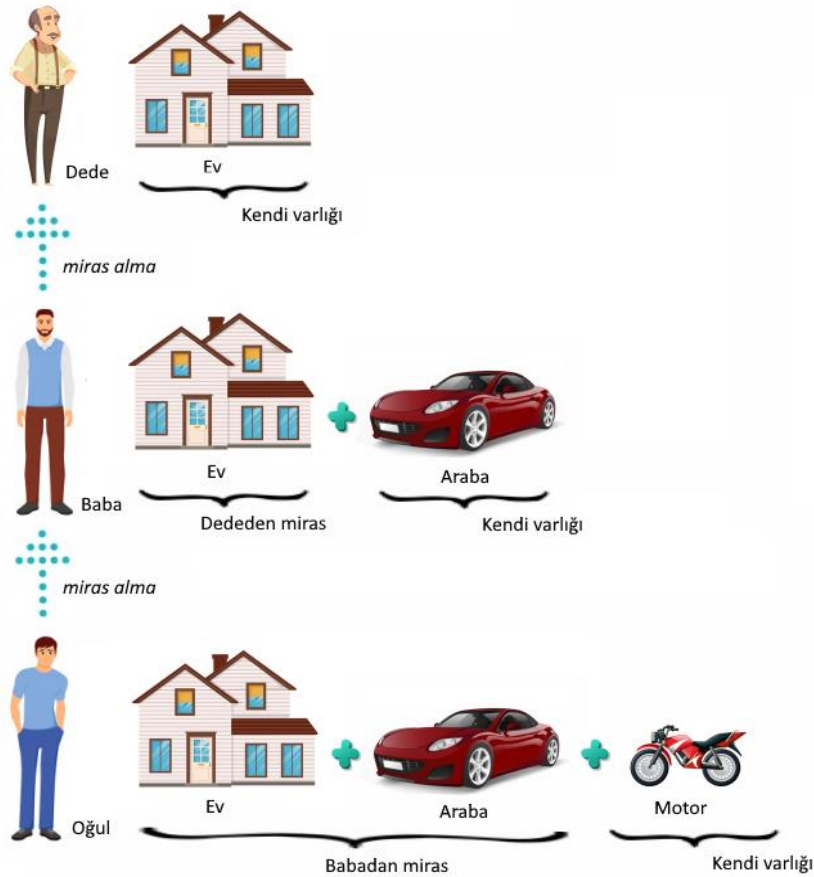 Dede
Ev
Kendi varlığı
miras alma
Ev
Araba
Baba
Dededen miras
Kendi varlığı
miras alma
Ev
Araba
Motor
Oğul
Babadan miras
Kendi varlığı